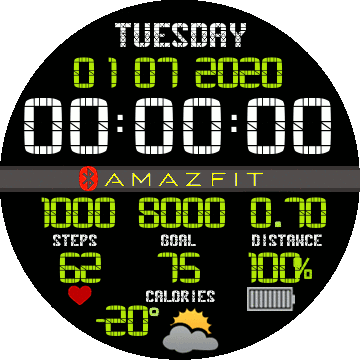 TUESDAY
01 07 2020
00:00:00
AMAZFIT
1000 8000 0.70
STEPS GOAL DISTANCE
62 75 100%
CALORIES
-20°